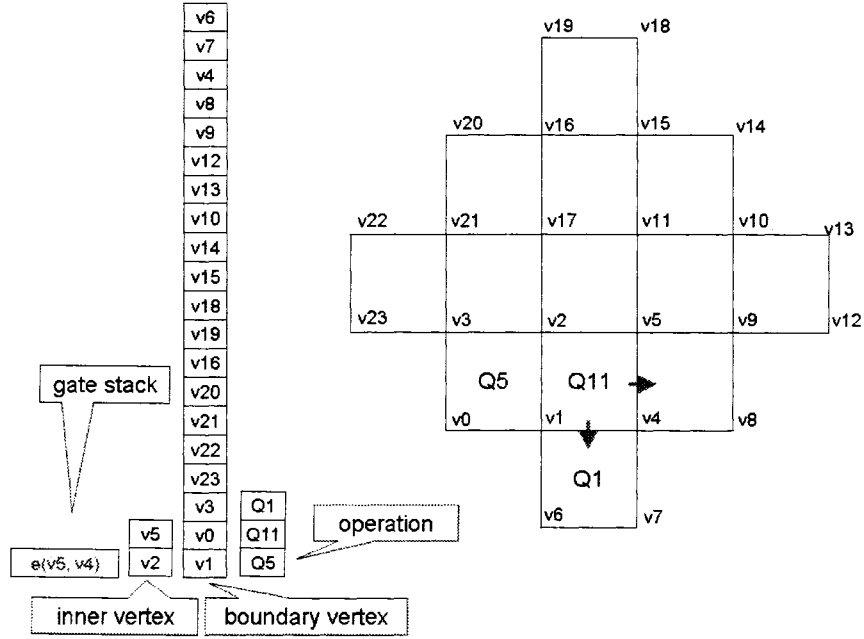 v6
v7
v4
v8
v9
v12
v13
v10
v14
v15
v18
v19
v16
v20
v21
v22
v23
v3 Q1
v5 v0 Q11
e(v5, v4) v2 v1 Q5
gate stack
operation
inner vertex
boundary vertex
v19 v18
v20 v16 v15 v14
v22 v21 v17 v11 v10 v13
v23 v3 v2 v5 v9 v12
Q5 Q11
v0 v1 v4 v8
Q1
v6 v7